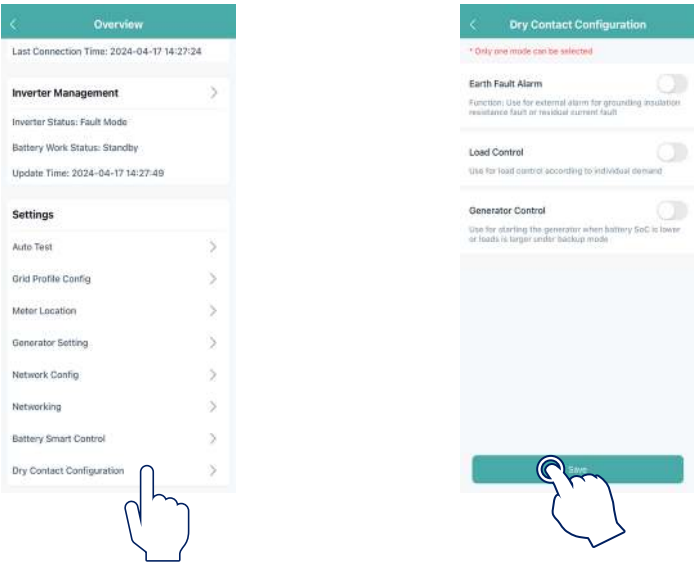 Overview
Last Connection Time: 2024-04-17 14:27:24
Inverter Management
Inverter Status: Fault Mode
Battery Work Status: Standby
Update Time: 2024-04-17 14:27:49
Settings
Auto Test
Grid Profile Config
Meter Location
Generator Setting
Network Config
Networking
Battery Smart Control
Dry Contact Configuration
Dry Contact Configuration
* Only one mode can be selected
Earth Fault Alarm
Function: Use for external alarm for grounding insulation
resistance fault or residual current fault
Load Control
Use for load control according to individual demand
Generator Control
Use for starting the generator when battery SoC is lower
or loads is larger under backup mode
Save